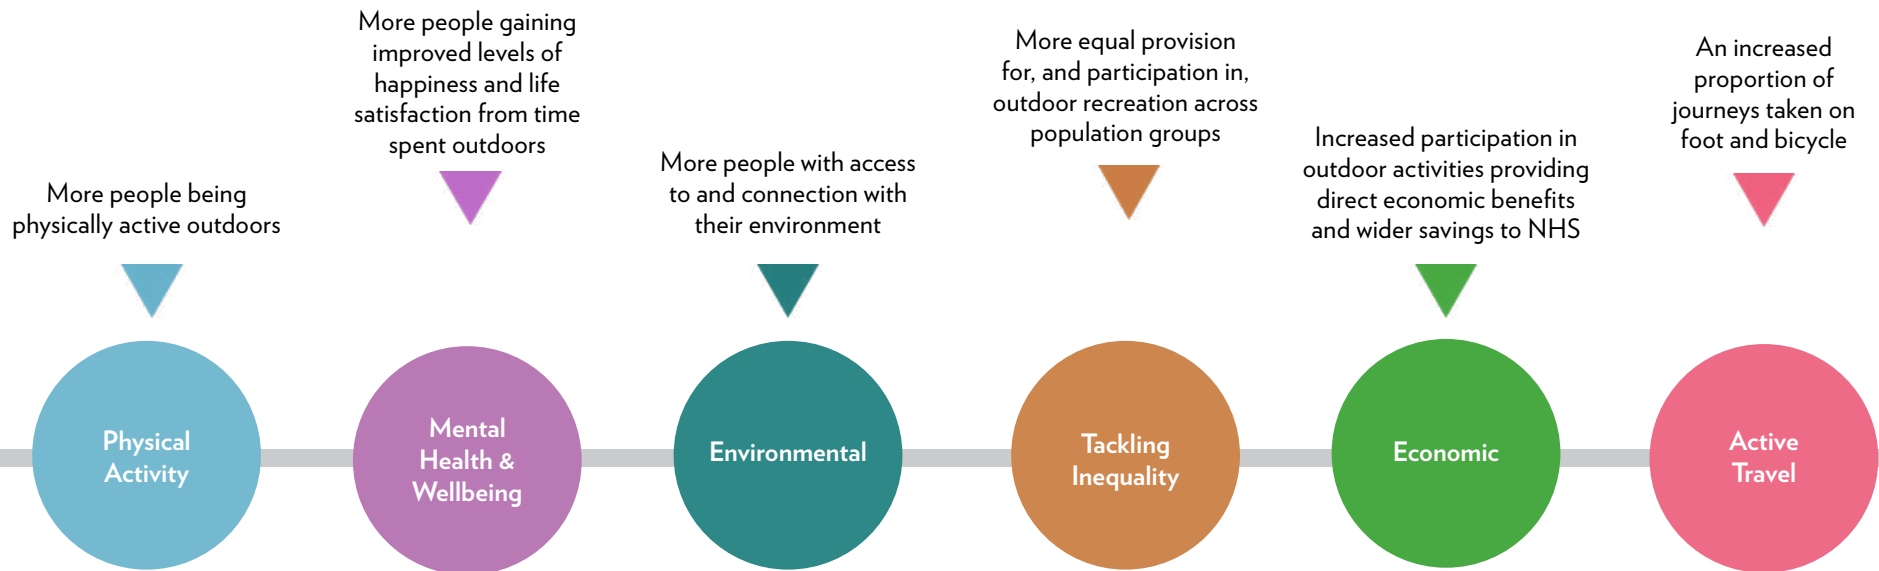 More people being
physically active outdoors
Physical
Activity
More people gaining
improved levels of
happiness and life
satisfaction from time
spent outdoors
Mental
Health &
Wellbeing
More people with access
to and connection with
their environment
Environmental
More equal provision
for, and participation in,
outdoor recreation across
population groups
Tackling
Inequality
Increased participation in
outdoor activities providing
direct economic benefits
and wider savings to NHS
Economic
An increased
proportion of
journeys taken on
foot and bicycle
Active
Travel